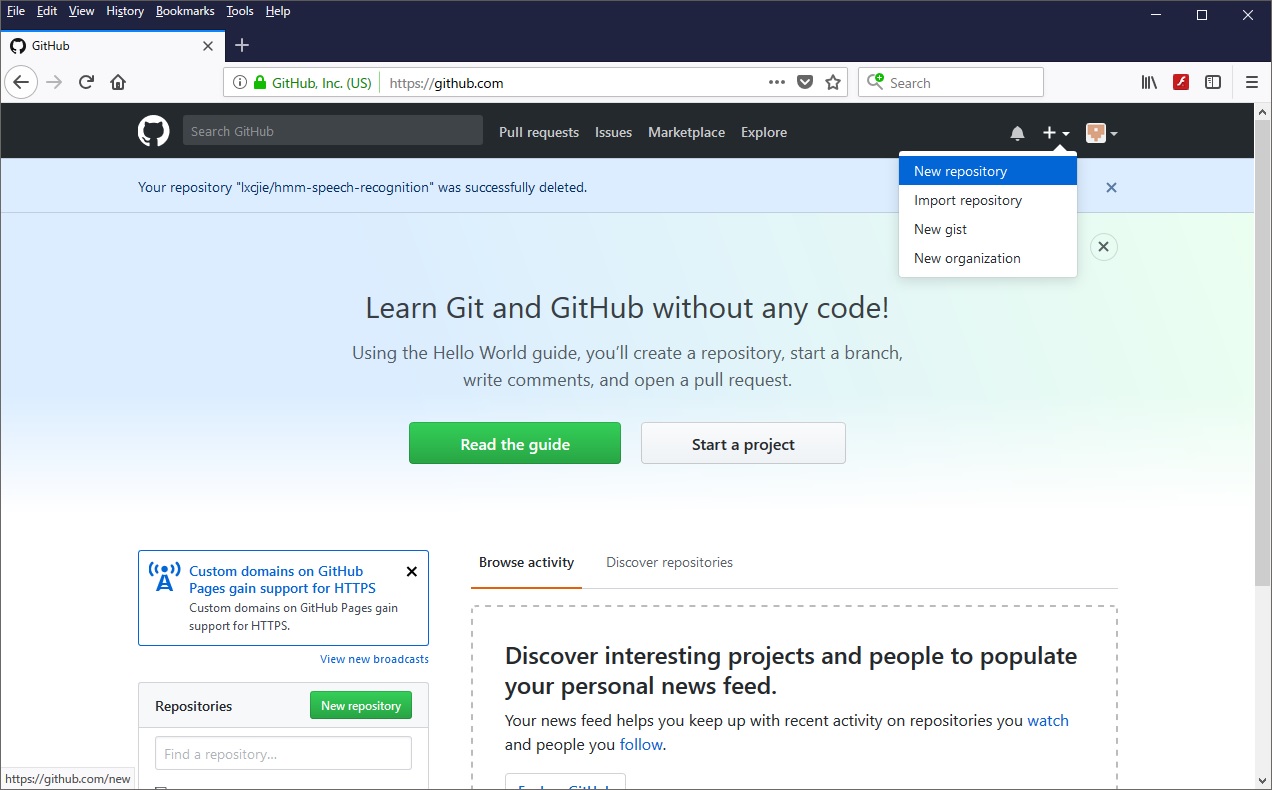 File Edit View History Bookmarks Tools Help
GitHub
GitHub, Inc. (US) https://github.com Search
Search GitHub Pull requests Issues Marketplace Explore
Your repository "lxcjie/hmm-speech-recognition" was successfully deleted.
New repository
Import repository
New gist
New organization
Learn Git and GitHub without any code!
Using the Hello World guide, you’ll create a repository, start a branch,
write comments, and open a pull request.
Read the guide Start a project
Custom domains on GitHub
Pages gain support for HTTPS
Custom domains on GitHub Pages gain
support for HTTPS.
View new broadcasts
Repositories New repository
Find a repository…
Browse activity Discover repositories
Discover interesting projects and people to populate
your personal news feed.
Your news feed helps you keep up with recent activity on repositories you watch
and people you follow.
Explore GitHub
https://github.com/new